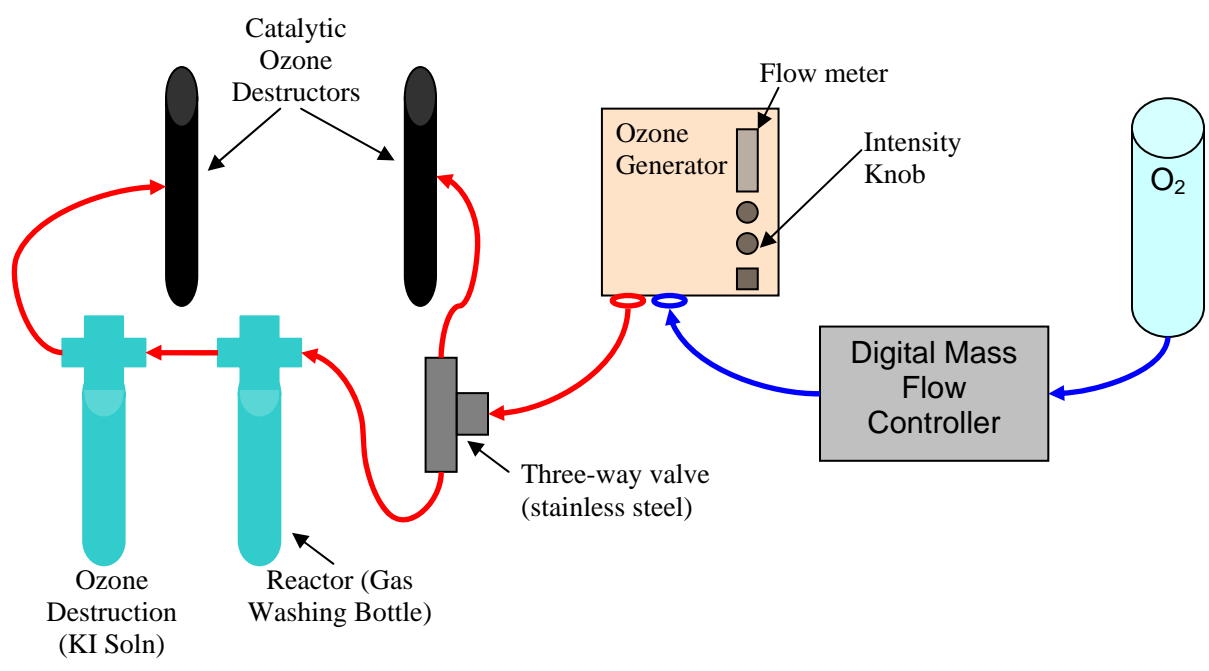 Catalytic
Ozone
Destructors
Flow meter
Ozone
Generator
Intensity
Knob
O₂
Digital Mass
Flow
Controller
Three-way valve
(stainless steel)
Ozone
Destruction
(KI Soln)
Reactor (Gas
Washing Bottle)